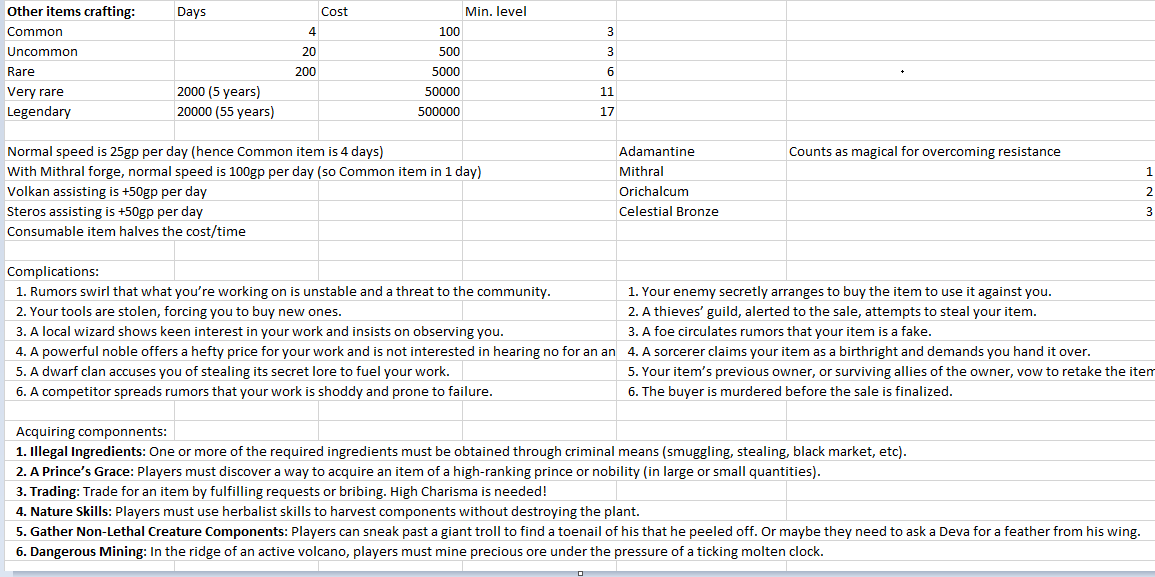 Other items crafting: Days Cost Min. level
Common 4 100 3
Uncommon 20 500 3
Rare 200 5000 6
Very rare 2000 (5 years) 50000 11
Legendary 20000 (55 years) 500000 17
Normal speed is 25gp per day (hence Common item is 4 days) Adamantine Counts as magical for overcoming resistance
With Mithral forge, normal speed is 100gp per day (so Common item in 1 day) Mithral 1
Volkan assisting is +50gp per day Orichalcum 2
Steros assisting is +50gp per day Celestial Bronze 3
Consumable item halves the cost/time
Complications:
1. Rumors swirl that what you’re working on is unstable and a threat to the community. 1. Your enemy secretly arranges to buy the item to use it against you.
2. Your tools are stolen, forcing you to buy new ones. 2. A thieves’ guild, alerted to the sale, attempts to steal your item.
3. A local wizard shows keen interest in your work and insists on observing you. 3. A foe circulates rumors that your item is a fake.
4. A powerful noble offers a hefty price for your work and is not interested in hearing no for an an 4. A sorcerer claims your item as a birthright and demands you hand it over.
5. A dwarf clan accuses you of stealing its secret lore to fuel your work. 5. Your item’s previous owner, or surviving allies of the owner, vow to retake the item
6. A competitor spreads rumors that your work is shoddy and prone to failure. 6. The buyer is murdered before the sale is finalized.
Acquiring componnents:
1. Illegal Ingredients: One or more of the required ingredients must be obtained through criminal means (smuggling, stealing, black market, etc).
2. A Prince’s Grace: Players must discover a way to acquire an item of a high-ranking prince or nobility (in large or small quantities).
3. Trading: Trade for an item by fulfilling requests or bribing. High Charisma is needed!
4. Nature Skills: Players must use herbalist skills to harvest components without destroying the plant.
5. Gather Non-Lethal Creature Components: Players can sneak past a giant troll to find a toenail of his that he peeled off. Or maybe they need to ask a Deva for a feather from his wing.
6. Dangerous Mining: In the ridge of an active volcano, players must mine precious ore under the pressure of a ticking molten clock.